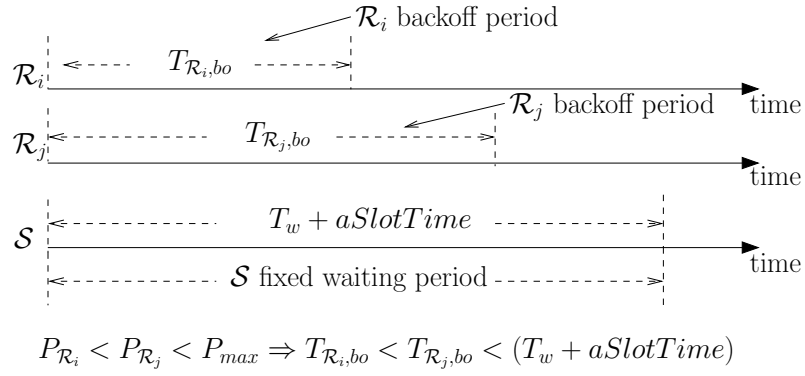 ℛ_i backoff period
T_{ℛ_i,bo}
ℛ_i
time
ℛ_j backoff period
T_{ℛ_j,bo}
ℛ_j
time
T_w + aSlotTime
𝒮
time
𝒮 fixed waiting period
P_{ℛ_i} < P_{ℛ_j} < P_{max} ⇒ T_{ℛ_i,bo} < T_{ℛ_j,bo} < (T_w + aSlotTime)